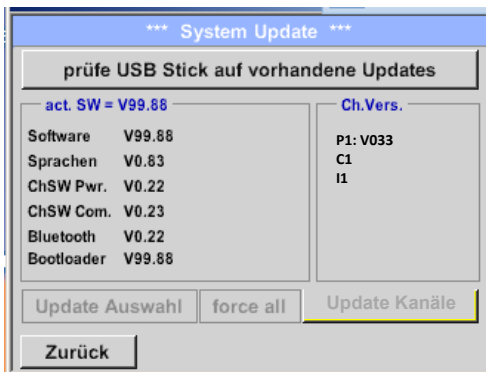 *** System Update ***
prüfe USB Stick auf vorhandene Updates
act. SW = V99.88
Software V99.88
Sprachen V0.83
ChSW Pwr. V0.22
ChSW Com. V0.23
Bluetooth V0.22
Bootloader V99.88
Ch.Vers.
P1: V033
C1
I1
Update Auswahl
force all
Update Kanäle
Zurück